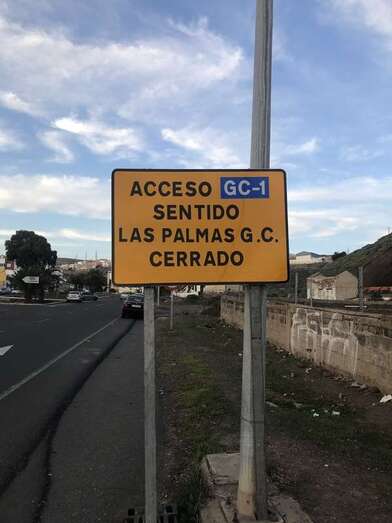 ACCESO GC-1
SENTIDO
LAS PALMAS G.C.
CERRADO